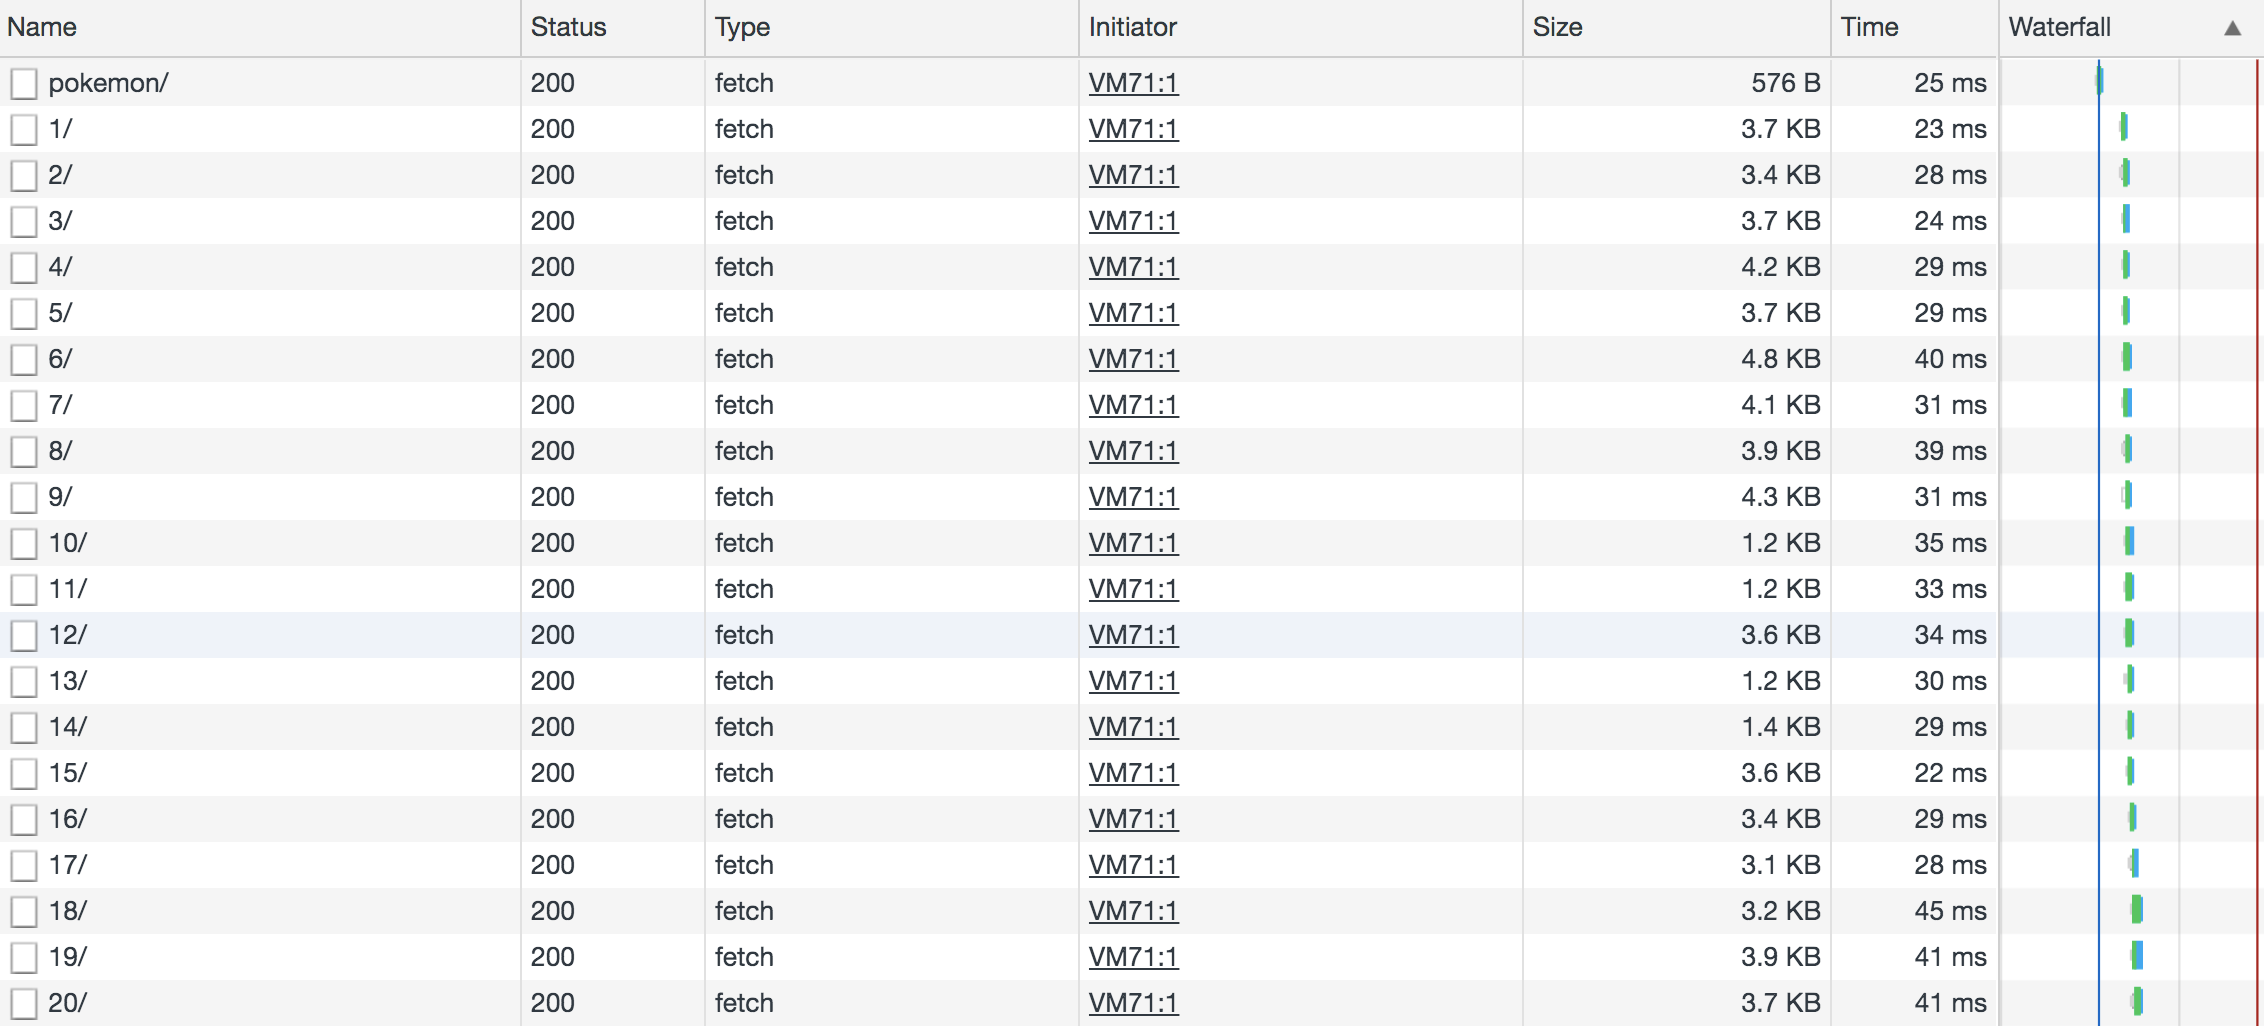 Name Status Type Initiator Size Time Waterfall ▲
pokemon/ 200 fetch VM71:1 576 B 25 ms
1/ 200 fetch VM71:1 3.7 KB 23 ms
2/ 200 fetch VM71:1 3.4 KB 28 ms
3/ 200 fetch VM71:1 3.7 KB 24 ms
4/ 200 fetch VM71:1 4.2 KB 29 ms
5/ 200 fetch VM71:1 3.7 KB 29 ms
6/ 200 fetch VM71:1 4.8 KB 40 ms
7/ 200 fetch VM71:1 4.1 KB 31 ms
8/ 200 fetch VM71:1 3.9 KB 39 ms
9/ 200 fetch VM71:1 4.3 KB 31 ms
10/ 200 fetch VM71:1 1.2 KB 35 ms
11/ 200 fetch VM71:1 1.2 KB 33 ms
12/ 200 fetch VM71:1 3.6 KB 34 ms
13/ 200 fetch VM71:1 1.2 KB 30 ms
14/ 200 fetch VM71:1 1.4 KB 29 ms
15/ 200 fetch VM71:1 3.6 KB 22 ms
16/ 200 fetch VM71:1 3.4 KB 29 ms
17/ 200 fetch VM71:1 3.1 KB 28 ms
18/ 200 fetch VM71:1 3.2 KB 45 ms
19/ 200 fetch VM71:1 3.9 KB 41 ms
20/ 200 fetch VM71:1 3.7 KB 41 ms